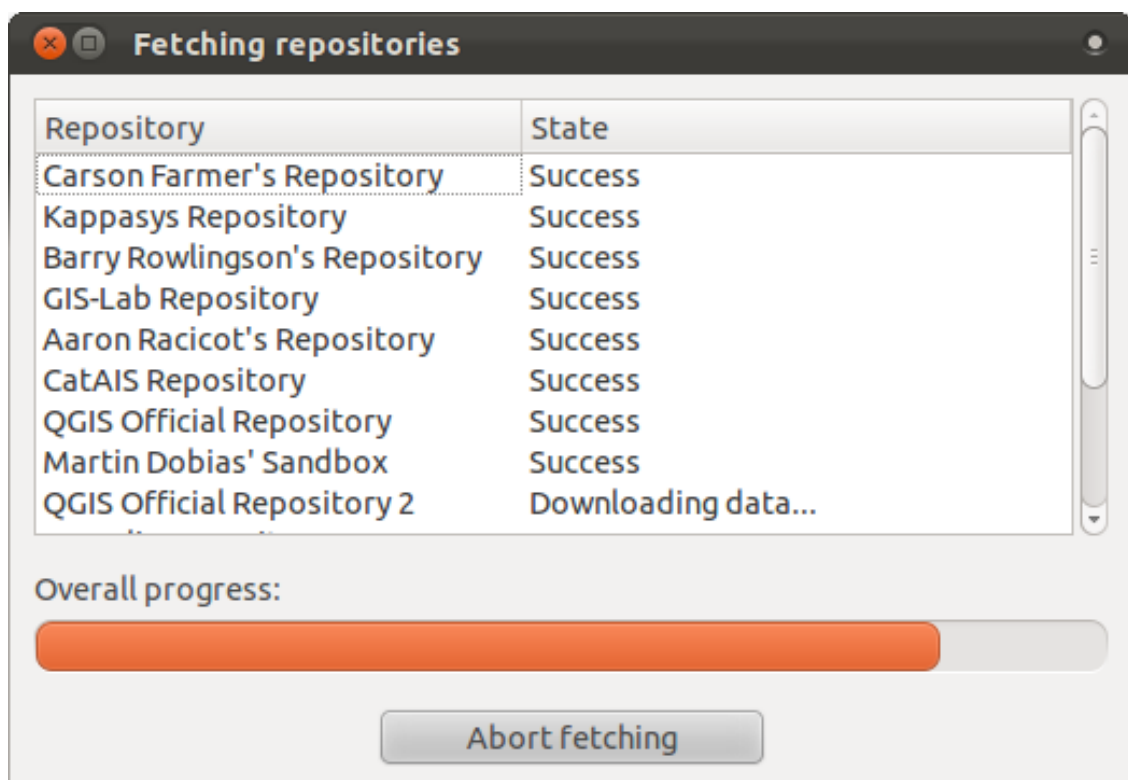 Fetching repositories
Repository State
Carson Farmer's Repository Success
Kappasys Repository Success
Barry Rowlingson's Repository Success
GIS-Lab Repository Success
Aaron Racicot's Repository Success
CatAIS Repository Success
QGIS Official Repository Success
Martin Dobias' Sandbox Success
QGIS Official Repository 2 Downloading data...
Overall progress:
Abort fetching